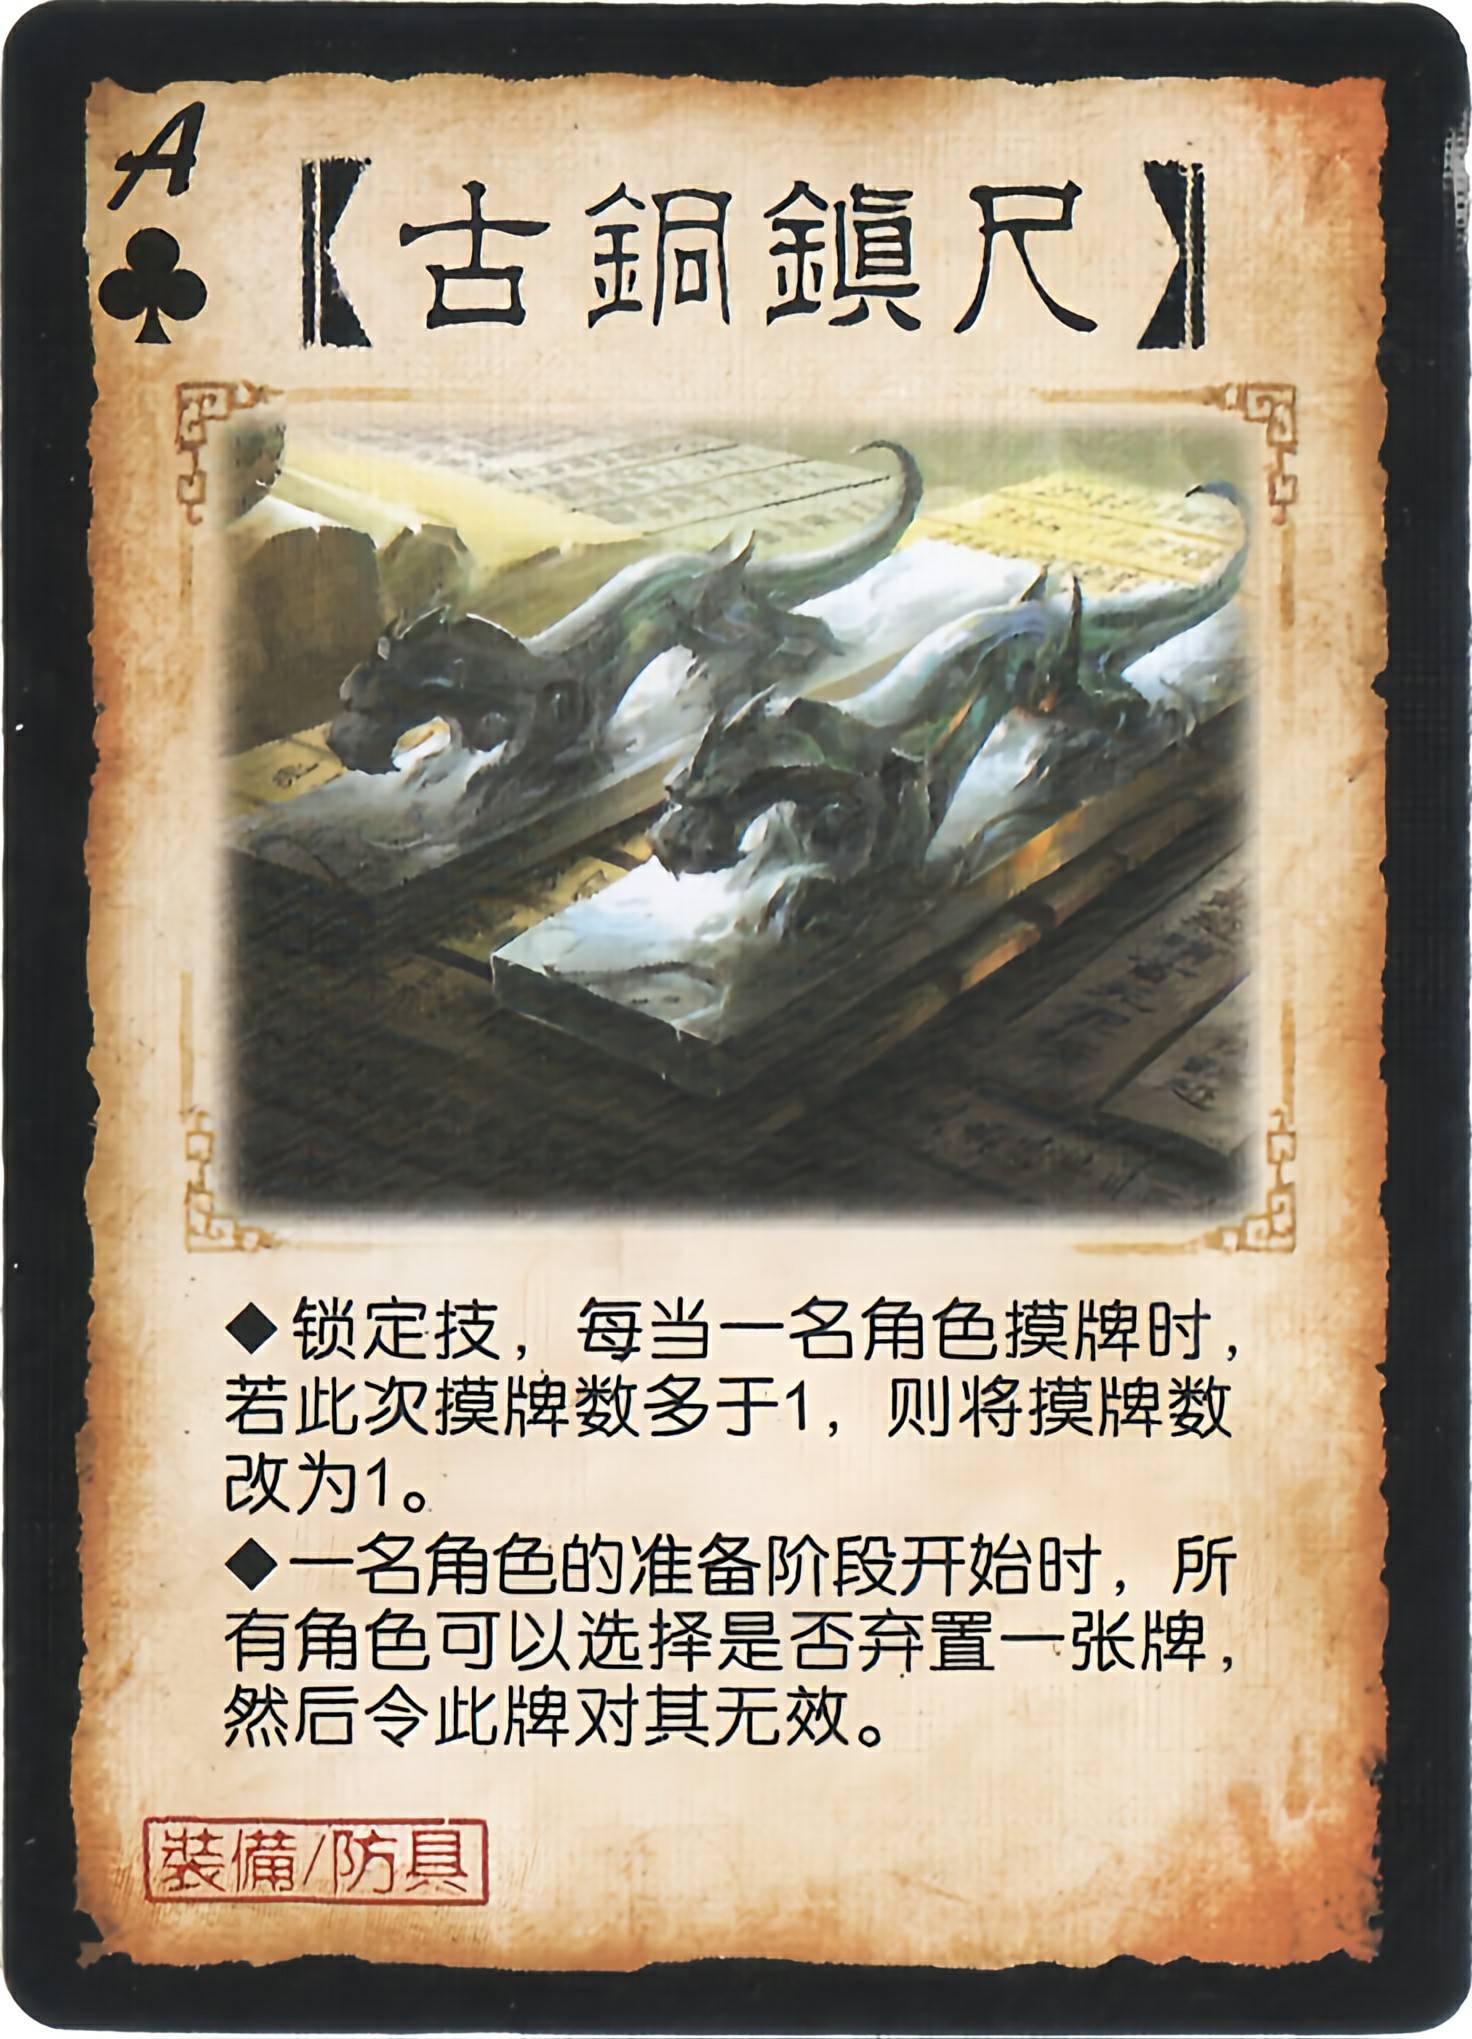 A
【古銅鎮尺】
◆锁定技，每当一名角色摸牌时，
若此次摸牌数多于1，则将摸牌数
改为1。
◆一名角色的准备阶段开始时，所
有角色可以选择是否弃置一张牌，
然后令此牌对其无效。
裝備/防具